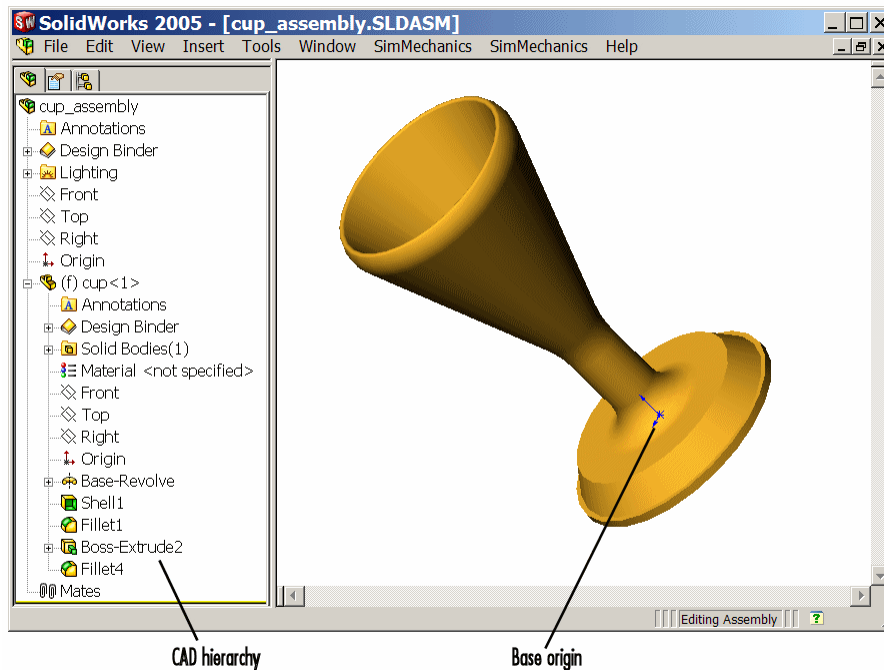 SolidWorks 2005 - [cup_assembly.SLDASM]
File Edit View Insert Tools Window SimMechanics SimMechanics Help
cup_assembly
Annotations
Design Binder
Lighting
Front
Top
Right
Origin
(f) cup<1>
Annotations
Design Binder
Solid Bodies(1)
Material <not specified>
Front
Top
Right
Origin
Base-Revolve
Shell1
Fillet1
Boss-Extrude2
Fillet4
Mates
Editing Assembly
CAD hierarchy
Base origin